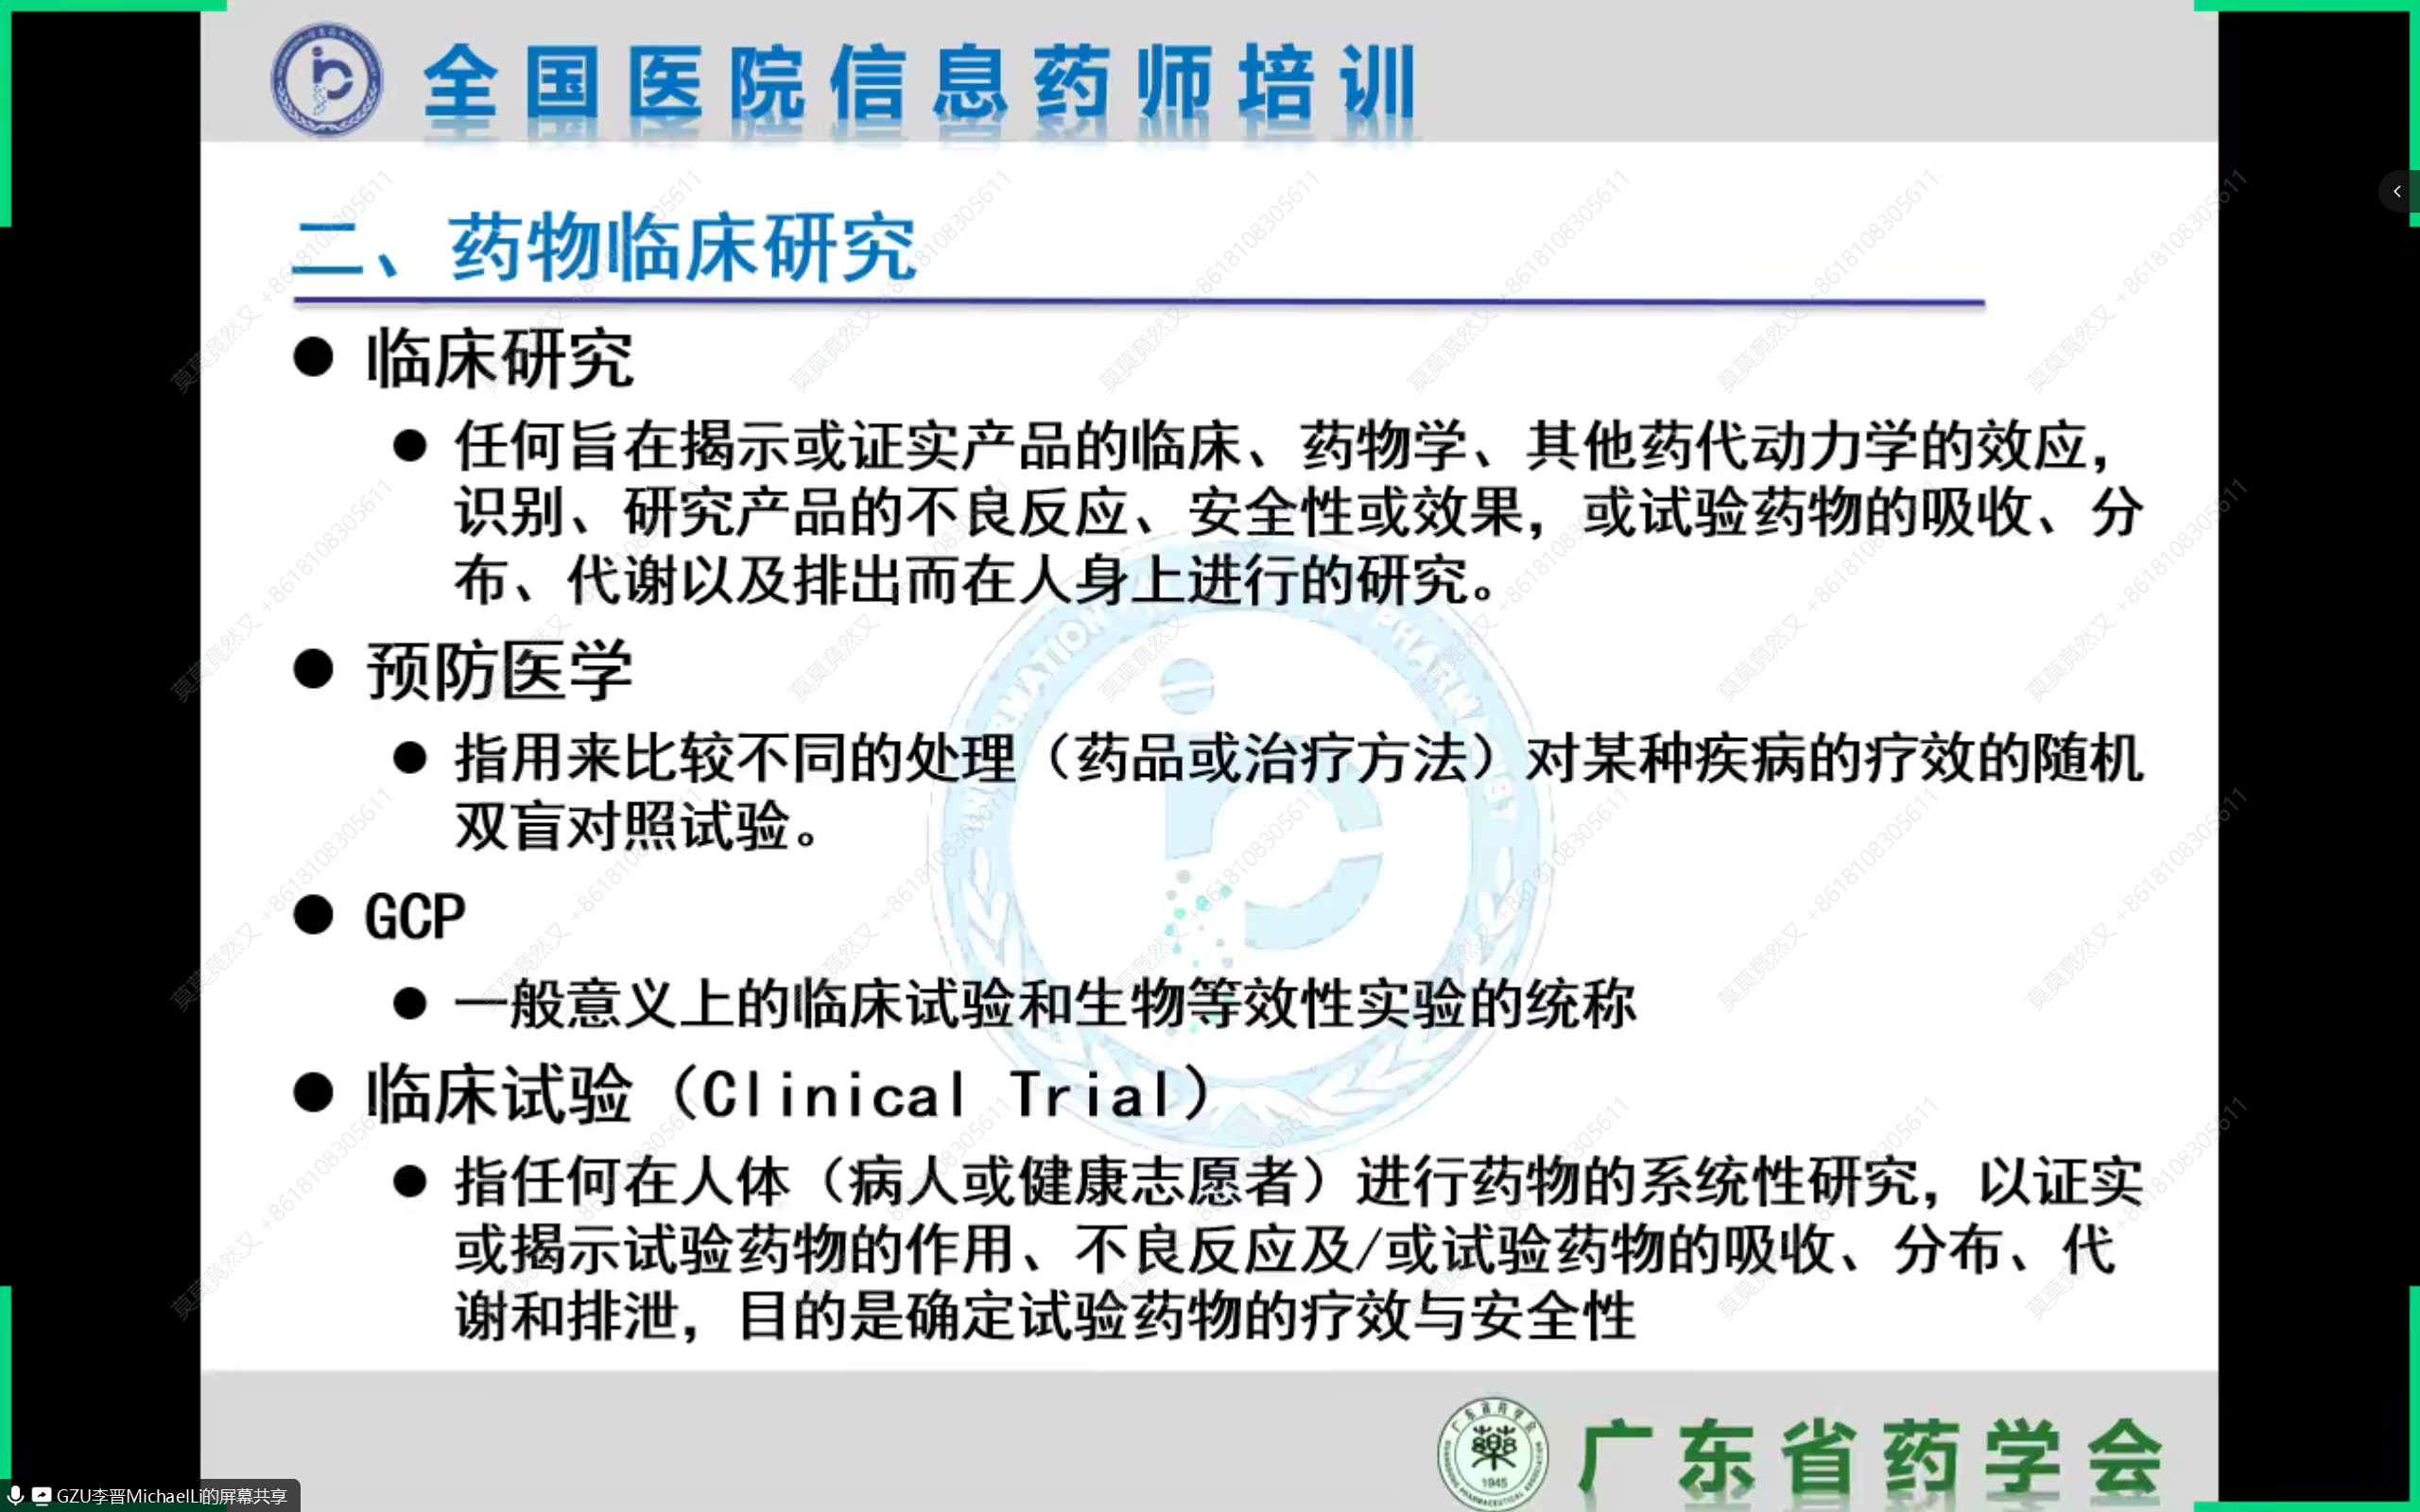 全国医院信息药师培训
二、药物临床研究
● 临床研究
● 任何旨在揭示或证实产品的临床、药物学、其他药代动力学的效应，
识别、研究产品的不良反应、安全性或效果，或试验药物的吸收、分
布、代谢以及排出而在人身上进行的研究。
● 预防医学
● 指用来比较不同的处理（药品或治疗方法）对某种疾病的疗效的随机
双盲对照试验。
● GCP
● 一般意义上的临床试验和生物等效性实验的统称
● 临床试验（Clinical Trial）
● 指任何在人体（病人或健康志愿者）进行药物的系统性研究，以证实
或揭示试验药物的作用、不良反应及/或试验药物的吸收、分布、代
谢和排泄，目的是确定试验药物的疗效与安全性
广东省药学会
1945
GZU李晋MichaelLi的屏幕共享
莫莫竟然又 +8618108305611